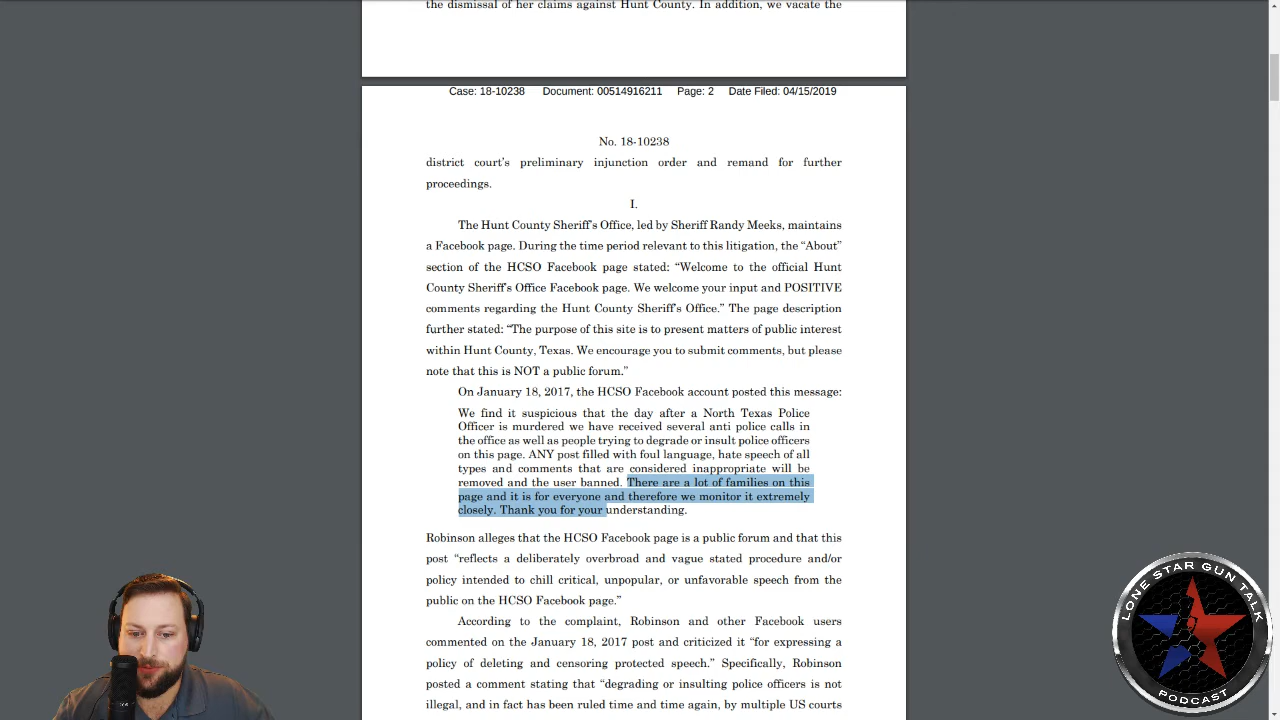 the dismissal of her claims against Hunt County. In addition, we vacate the
Case: 18-10238 Document: 00514916211 Page: 2 Date Filed: 04/15/2019
No. 18-10238
district court's preliminary injunction order and remand for further
proceedings.
I.
The Hunt County Sheriff's Office, led by Sheriff Randy Meeks, maintains
a Facebook page. During the time period relevant to this litigation, the “About”
section of the HCSO Facebook page stated: “Welcome to the official Hunt
County Sheriff's Office Facebook page. We welcome your input and POSITIVE
comments regarding the Hunt County Sheriff's Office.” The page description
further stated: “The purpose of this site is to present matters of public interest
within Hunt County, Texas. We encourage you to submit comments, but please
note that this is NOT a public forum.”
On January 18, 2017, the HCSO Facebook account posted this message:
We find it suspicious that the day after a North Texas Police
Officer is murdered we have received several anti police calls in
the office as well as people trying to degrade or insult police officers
on this page. ANY post filled with foul language, hate speech of all
types and comments that are considered inappropriate will be
removed and the user banned. There are a lot of families on this
page and it is for everyone and therefore we monitor it extremely
closely. Thank you for your understanding.
Robinson alleges that the HCSO Facebook page is a public forum and that this
post “reflects a deliberately overbroad and vague stated procedure and/or
policy intended to chill critical, unpopular, or unfavorable speech from the
public on the HCSO Facebook page.”
According to the complaint, Robinson and other Facebook users
commented on the January 18, 2017 post and criticized it “for expressing a
policy of deleting and censoring protected speech.” Specifically, Robinson
posted a comment stating that “degrading or insulting police officers is not
illegal, and in fact has been ruled time and time again, by multiple US courts
LONE STAR GUN TALK
PODCAST